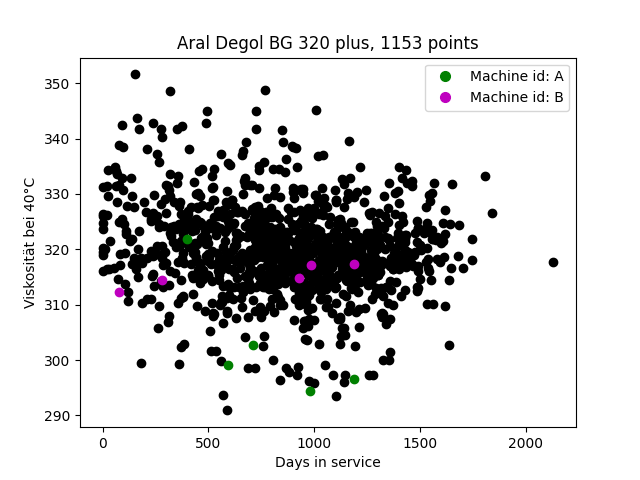 Aral Degol BG 320 plus, 1153 points
Machine id: A
Machine id: B
Viskosität bei 40°C
350
340
330
320
310
300
290
0
500
1000
1500
2000
Days in service